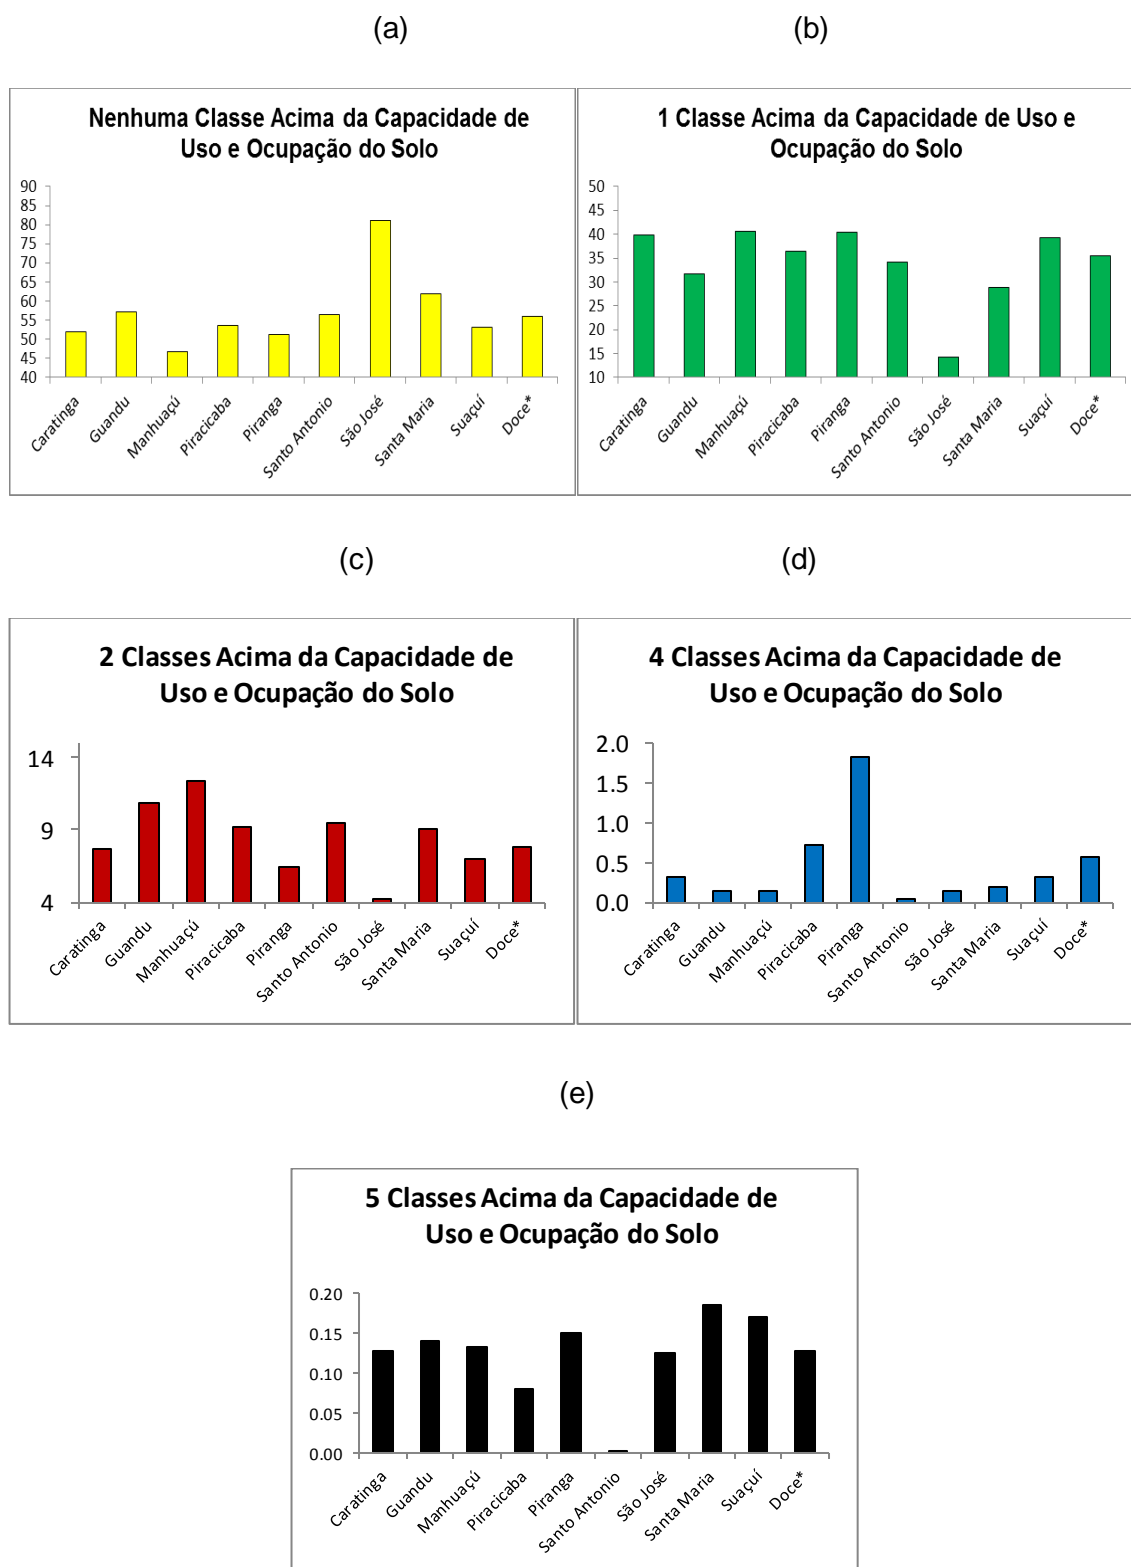 (a)
(b)
Nenhuma Classe Acima da Capacidade de
Uso e Ocupação do Solo
90
85
80
75
70
65
60
55
50
45
40
Caratinga
Guandu
Manhuaçú
Piracicaba
Piranga
Santo Antonio
São José
Santa Maria
Suaçuí
Doce*
1 Classe Acima da Capacidade de Uso e
Ocupação do Solo
50
45
40
35
30
25
20
15
10
Caratinga
Guandu
Manhuaçú
Piracicaba
Piranga
Santo Antonio
São José
Santa Maria
Suaçuí
Doce*
(c)
(d)
2 Classes Acima da Capacidade de
Uso e Ocupação do Solo
14
9
4
Caratinga
Guandu
Manhuaçú
Piracicaba
Piranga
Santo Antonio
São José
Santa Maria
Suaçuí
Doce*
4 Classes Acima da Capacidade de
Uso e Ocupação do Solo
2.0
1.5
1.0
0.5
0.0
Caratinga
Guandu
Manhuaçú
Piracicaba
Piranga
Santo Antonio
São José
Santa Maria
Suaçuí
Doce*
(e)
5 Classes Acima da Capacidade de
Uso e Ocupação do Solo
0.20
0.15
0.10
0.05
0.00
Caratinga
Guandu
Manhuaçú
Piracicaba
Piranga
Santo Antonio
São José
Santa Maria
Suaçuí
Doce*